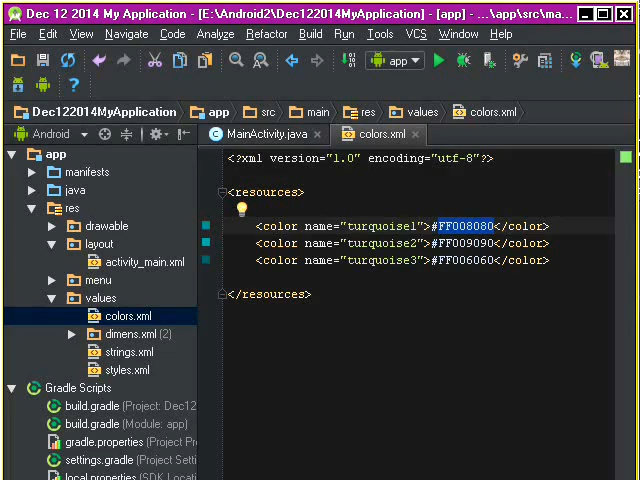 Dec 12 2014 My Application - [E:\Android2\Dec122014MyApplication] - [app] - ...\app\src\ma...
File Edit View Navigate Code Analyze Refactor Build Run Tools VCS Window Help
app
Dec122014MyApplication app src main res values colors.xml
Android MainActivity.java colors.xml
app
manifests
java
res
drawable
layout
activity_main.xml
menu
values
colors.xml
dimens.xml (2)
strings.xml
styles.xml
Gradle Scripts
build.gradle (Project: Dec12
build.gradle (Module: app)
gradle.properties (Project Pr
settings.gradle (Project Setti
local.properties (SDK Locati
<?xml version="1.0" encoding="utf-8"?>
<resources>
<color name="turquoise1">#FF008080</color>
<color name="turquoise2">#FF009090</color>
<color name="turquoise3">#FF006060</color>
</resources>